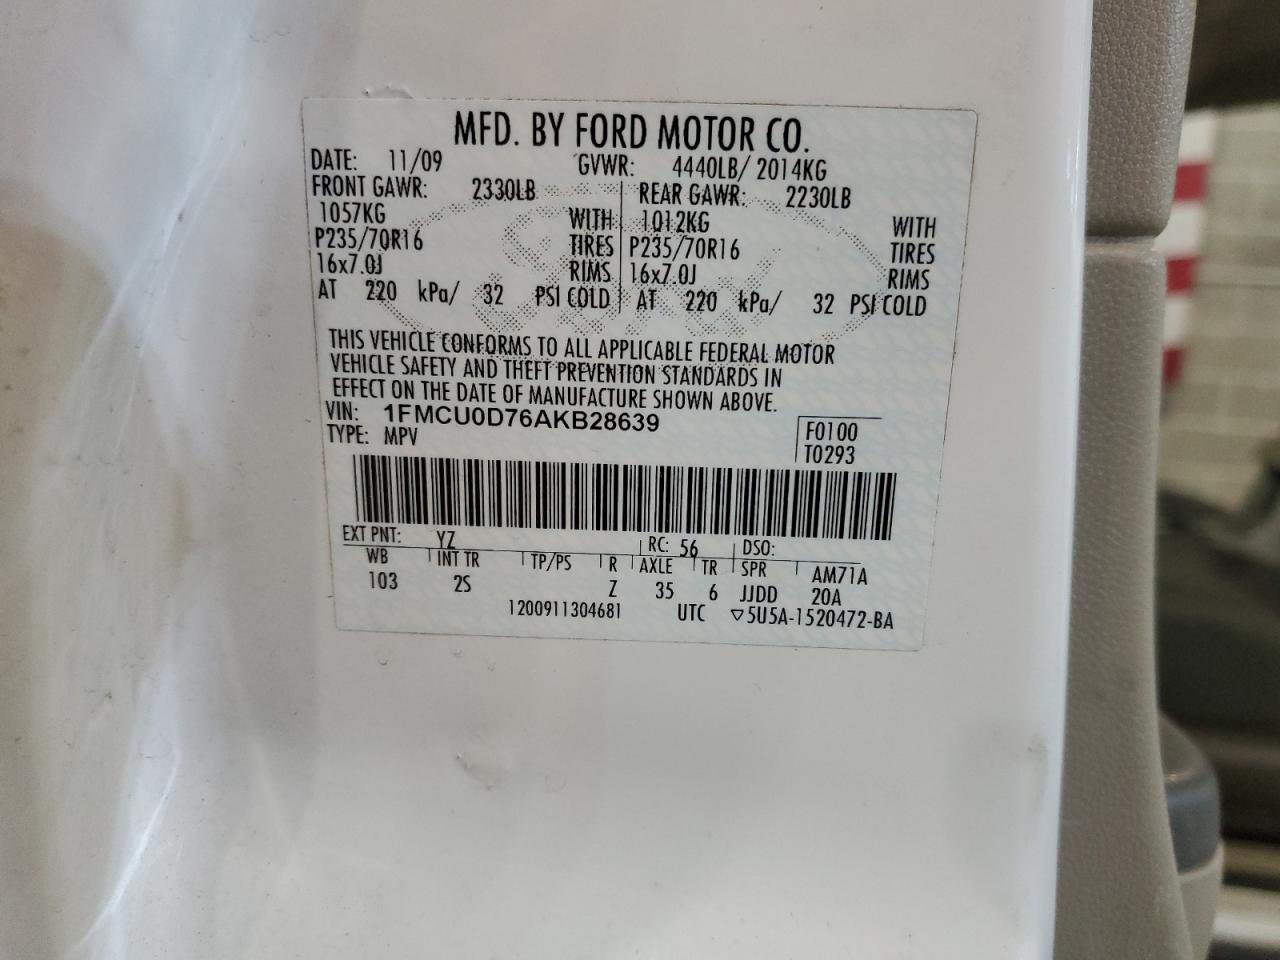 MFD. BY FORD MOTOR CO.
DATE: 11/09 GVWR: 4440LB/ 2014KG
FRONT GAWR: 2330LB REAR GAWR: 2230LB
1057KG WITH 1012KG WITH
P235/70R16 TIRES P235/70R16 TIRES
16x7.0J RIMS 16x7.0J RIMS
AT 220 kPa/ 32 PSI COLD AT 220 kPa/ 32 PSI COLD
THIS VEHICLE CONFORMS TO ALL APPLICABLE FEDERAL MOTOR
VEHICLE SAFETY AND THEFT PREVENTION STANDARDS IN
EFFECT ON THE DATE OF MANUFACTURE SHOWN ABOVE.
VIN: 1FMCU0D76AKB28639 F0100
TYPE: MPV T0293
EXT PNT: YZ RC: 56 DSO:
WB INT TR TP/PS R AXLE TR SPR AM71A
103 2S Z 35 6 JJDD 20A
1200911304681 UTC ▽5U5A-1520472-BA